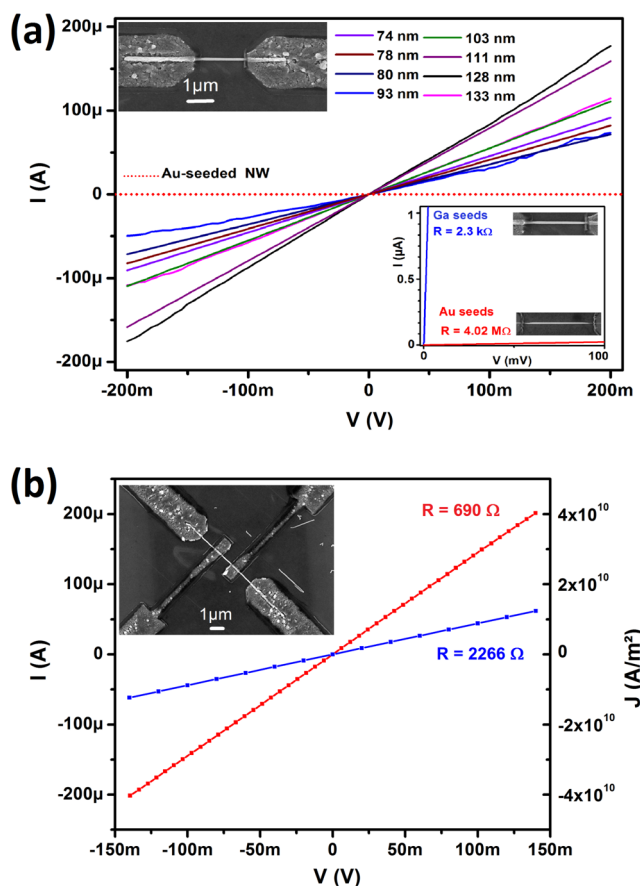 (a)
200µ
100µ
0
-100µ
-200µ
I (A)
1µm
74 nm
78 nm
80 nm
93 nm
103 nm
111 nm
128 nm
133 nm
Au-seeded NW
1
0.5
0
I (µA)
Ga seeds
R = 2.3 kΩ
Au seeds
R = 4.02 MΩ
0
V (mV)
100
-200m
-100m
0
100m
200m
V (V)
(b)
200µ
100µ
0
-100µ
-200µ
I (A)
1µm
R = 690 Ω
R = 2266 Ω
4x10¹⁰
2x10¹⁰
0
-2x10¹⁰
-4x10¹⁰
J (A/m²)
-150m
-100m
-50m
0
50m
100m
150m
V (V)